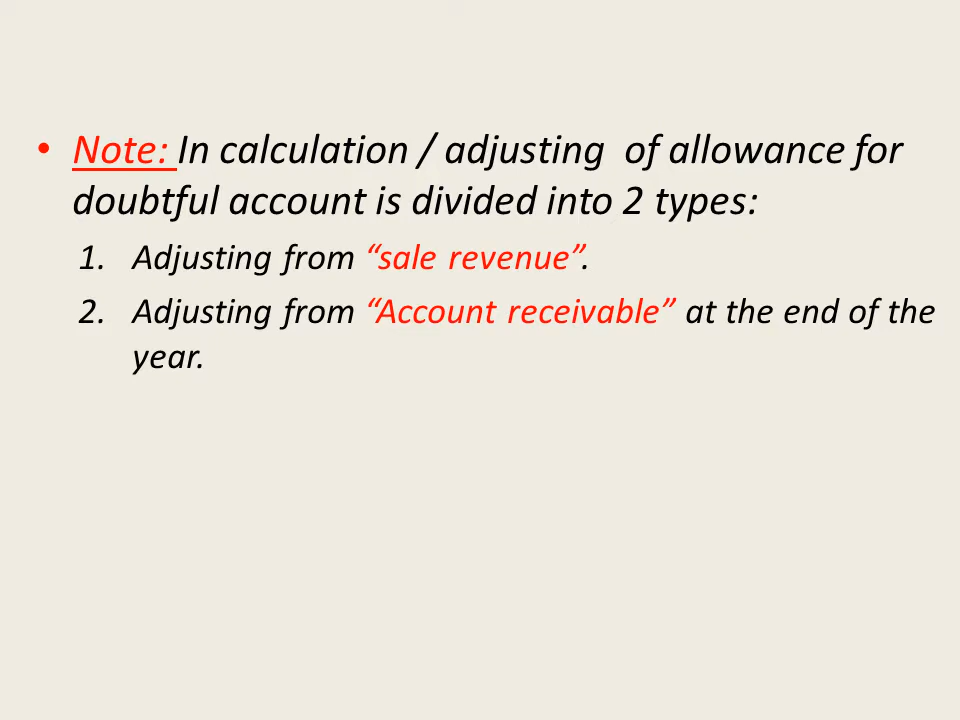 • Note: In calculation / adjusting  of allowance for
doubtful account is divided into 2 types:
1. Adjusting from “sale revenue”.
2. Adjusting from “Account receivable” at the end of the
year.